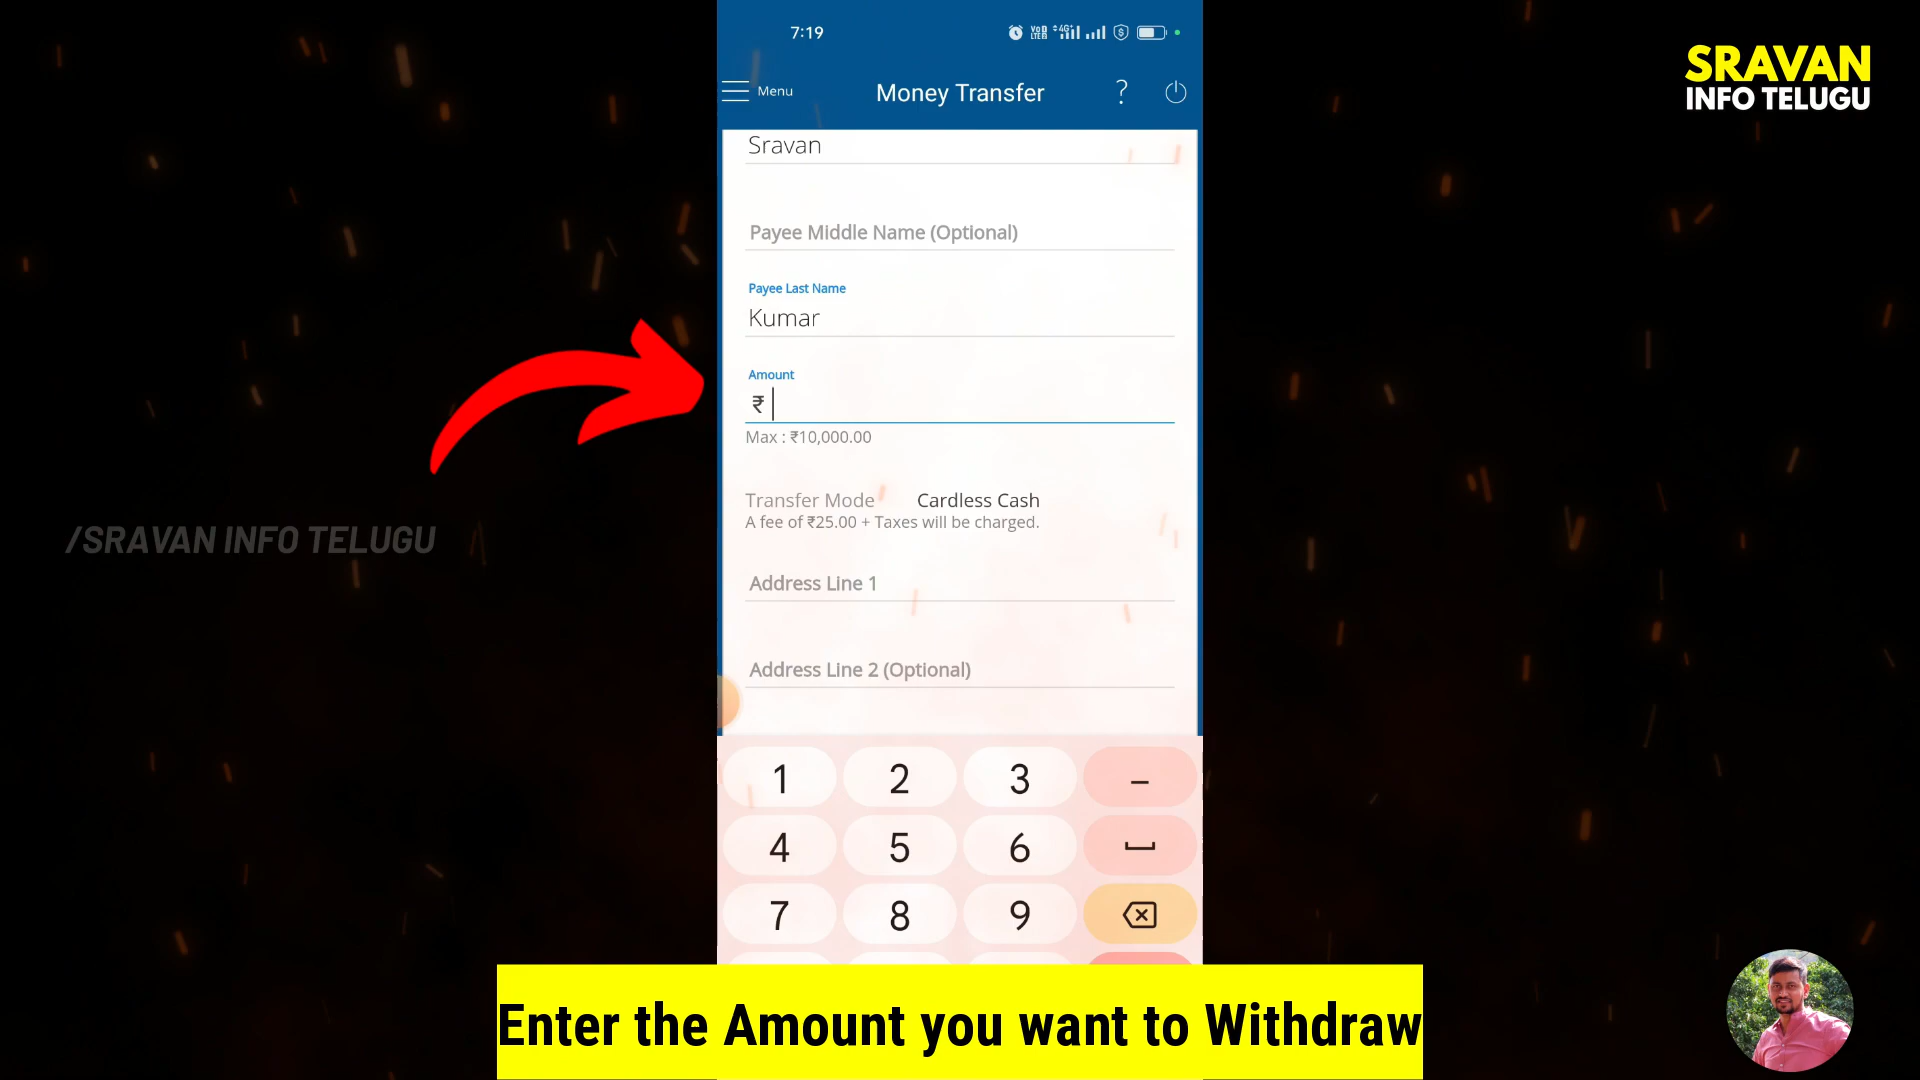 7:19
VoD
LTE2
4G+
Menu
Money Transfer
?
SRAVAN
INFO TELUGU
Sravan
Payee Middle Name (Optional)
Payee Last Name
Kumar
Amount
₹
Max : ₹10,000.00
Transfer Mode Cardless Cash
A fee of ₹25.00 + Taxes will be charged.
/SRAVAN INFO TELUGU
Address Line 1
Address Line 2 (Optional)
1 2 3 –
4 5 6
7 8 9
Enter the Amount you want to Withdraw